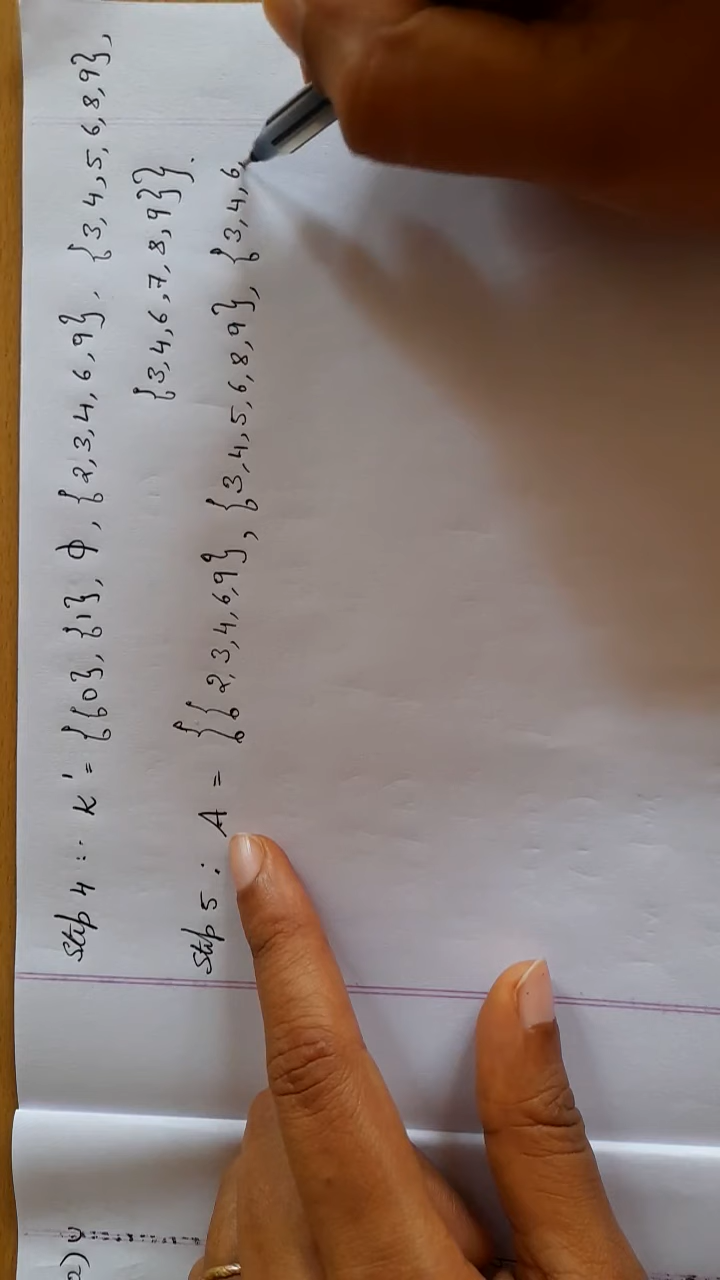 Step 4 :- K' = {{0}, {1}, φ, {2,3,4,6,9}, {3,4,5,6,8,9},
{3,4,6,7,8,9}}.
Step 5 : A = {{2,3,4,6,9}, {3,4,5,6,8,9}, {3,4,6,
2)